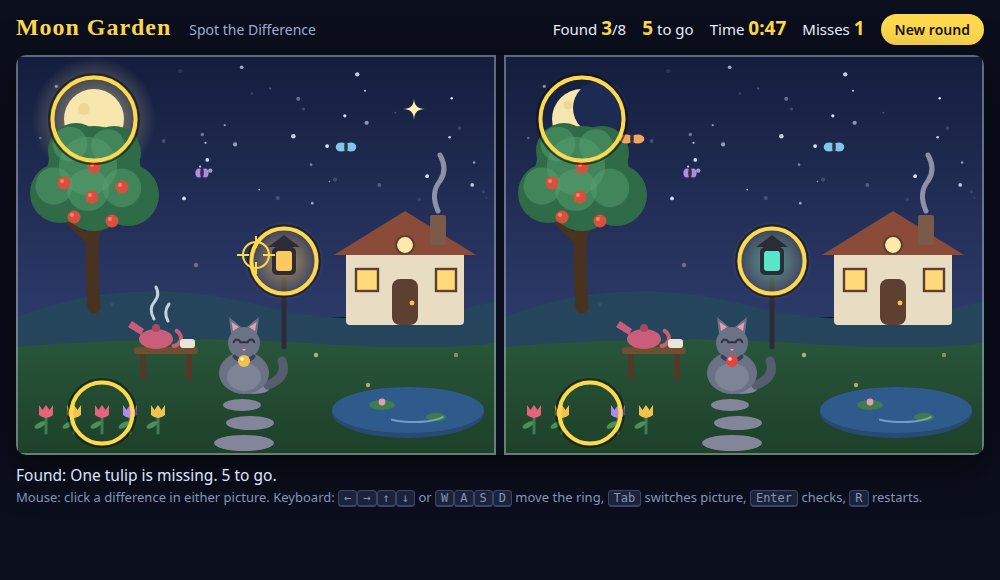 Moon Garden Spot the Difference Found 3/8 5 to go Time 0:47 Misses 1 New round
Found: One tulip is missing. 5 to go.
Mouse: click a difference in either picture. Keyboard: ← → ↑ ↓ or W A S D move the ring, Tab switches picture, Enter checks, R restarts.